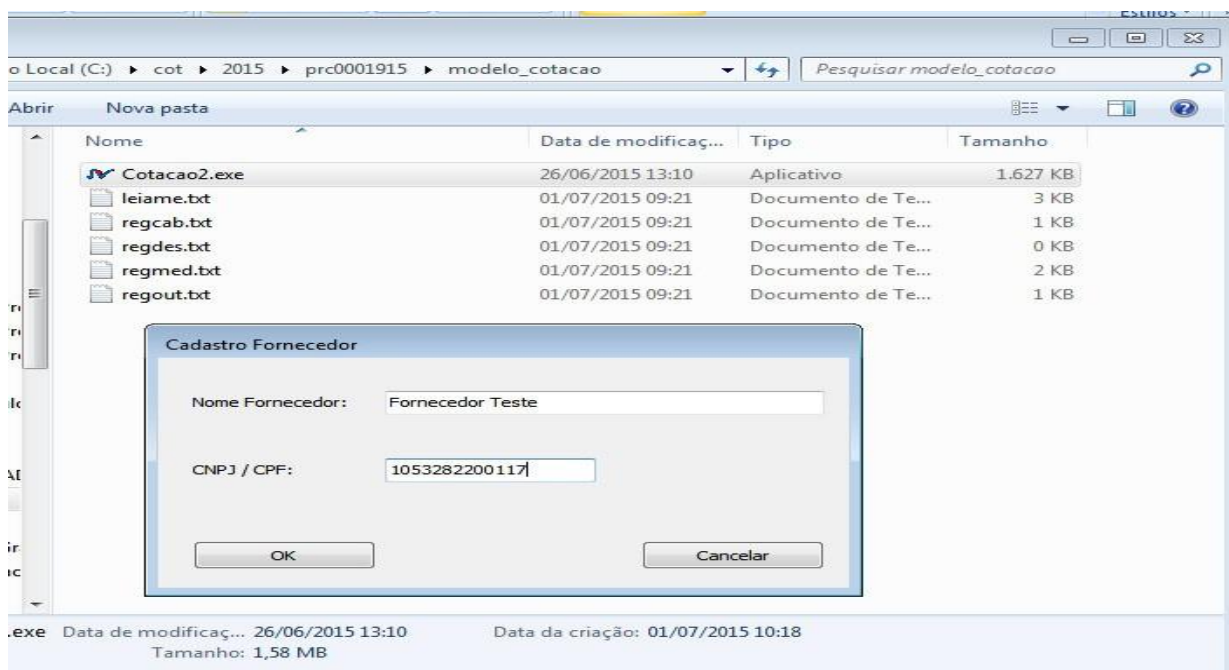 Estilos
o Local (C:) ▸ cot ▸ 2015 ▸ prc0001915 ▸ modelo_cotacao Pesquisar modelo_cotacao
Abrir Nova pasta
Nome Data de modificaç... Tipo Tamanho
Cotacao2.exe 26/06/2015 13:10 Aplicativo 1.627 KB
leiame.txt 01/07/2015 09:21 Documento de Te... 3 KB
regcab.txt 01/07/2015 09:21 Documento de Te... 1 KB
regdes.txt 01/07/2015 09:21 Documento de Te... 0 KB
regmed.txt 01/07/2015 09:21 Documento de Te... 2 KB
regout.txt 01/07/2015 09:21 Documento de Te... 1 KB
Cadastro Fornecedor
Nome Fornecedor: Fornecedor Teste
CNPJ / CPF: 1053282200117
OK Cancelar
.exe Data de modificaç... 26/06/2015 13:10 Data da criação: 01/07/2015 10:18
Tamanho: 1,58 MB